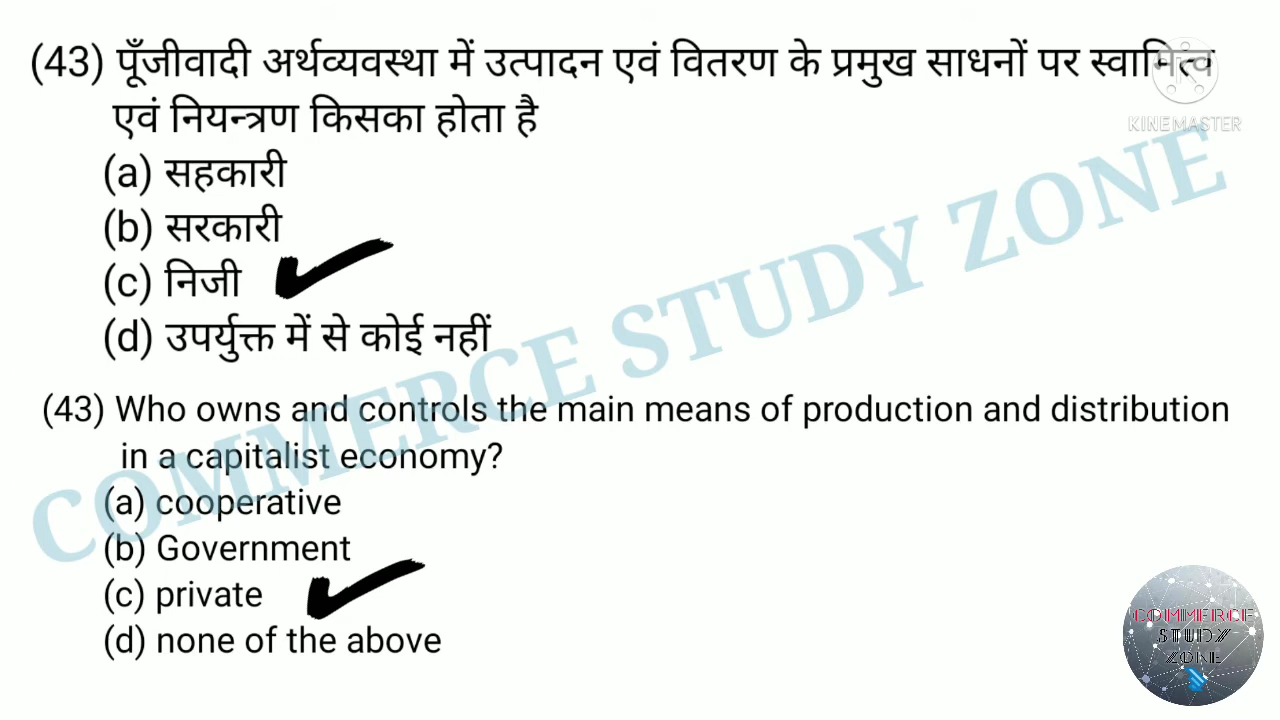 (43) पूँजीवादी अर्थव्यवस्था में उत्पादन एवं वितरण के प्रमुख साधनों पर स्वामित्व
एवं नियन्त्रण किसका होता है
(a) सहकारी
(b) सरकारी
(c) निजी
(d) उपर्युक्त में से कोई नहीं
(43) Who owns and controls the main means of production and distribution
in a capitalist economy?
(a) cooperative
(b) Government
(c) private
(d) none of the above
KINEMASTER
COMMERCE STUDY ZONE
COMMERCE
STUDY
ZONE